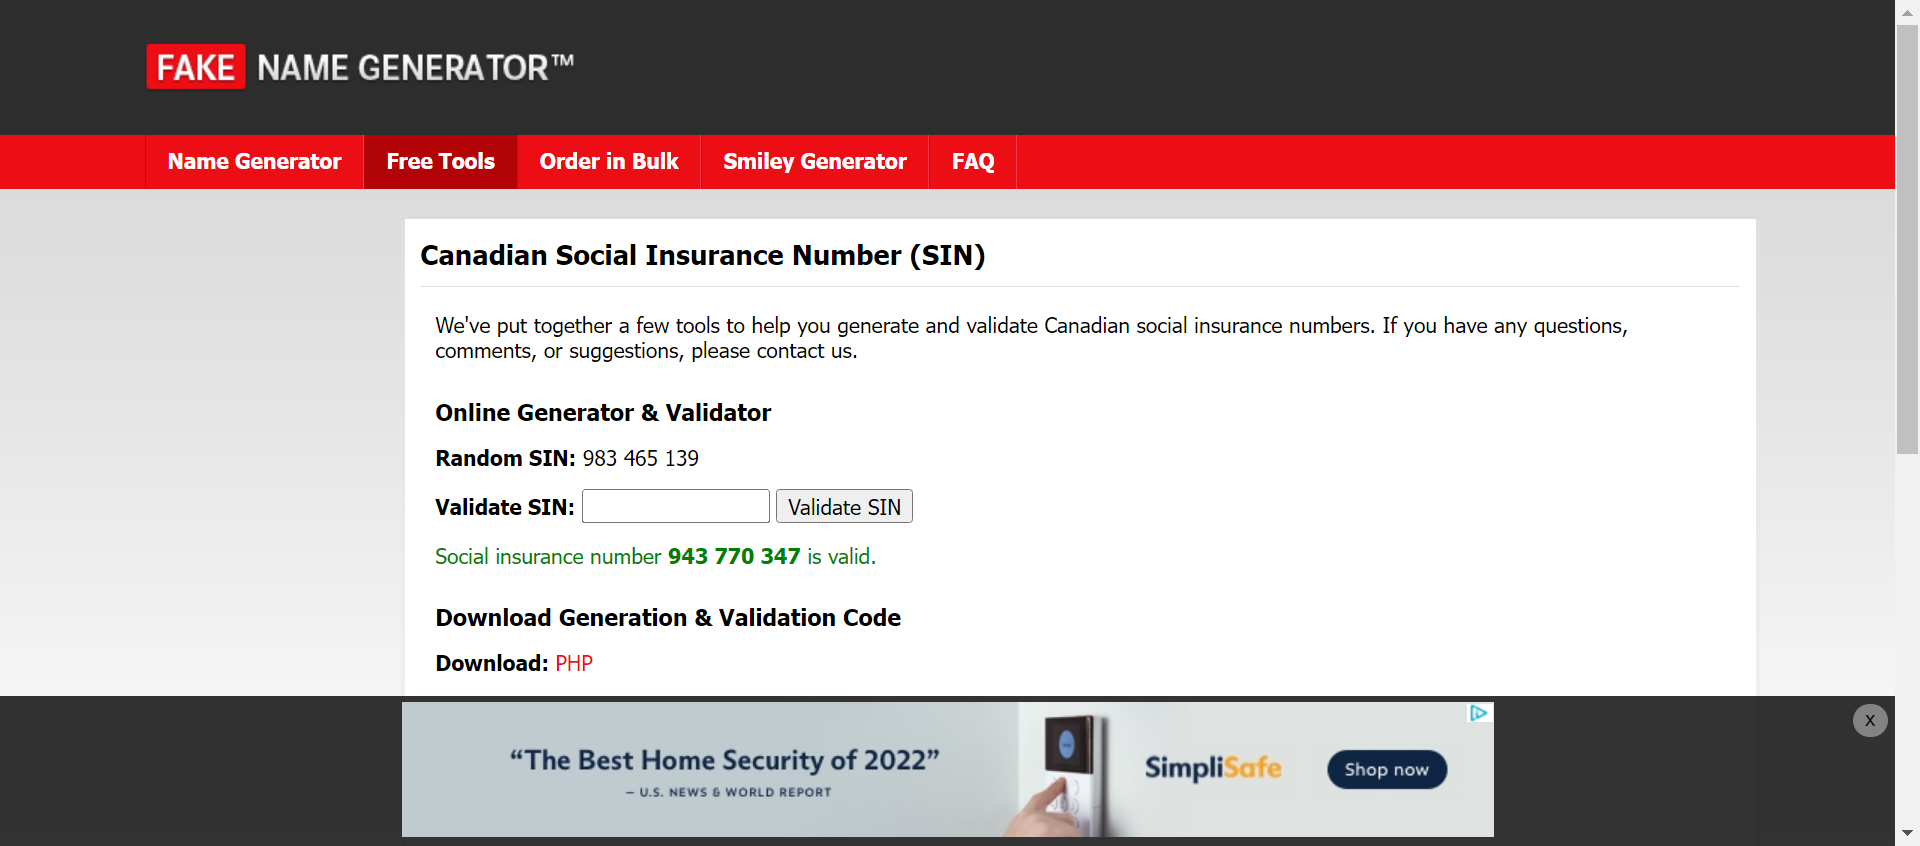 FAKE NAME GENERATOR™
Name Generator Free Tools Order in Bulk Smiley Generator FAQ
Canadian Social Insurance Number (SIN)
We've put together a few tools to help you generate and validate Canadian social insurance numbers. If you have any questions,
comments, or suggestions, please contact us.
Online Generator & Validator
Random SIN: 983 465 139
Validate SIN: Validate SIN
Social insurance number 943 770 347 is valid.
Download Generation & Validation Code
Download: PHP
“The Best Home Security of 2022”
– U.S. NEWS & WORLD REPORT
SimpliSafe
Shop now
X